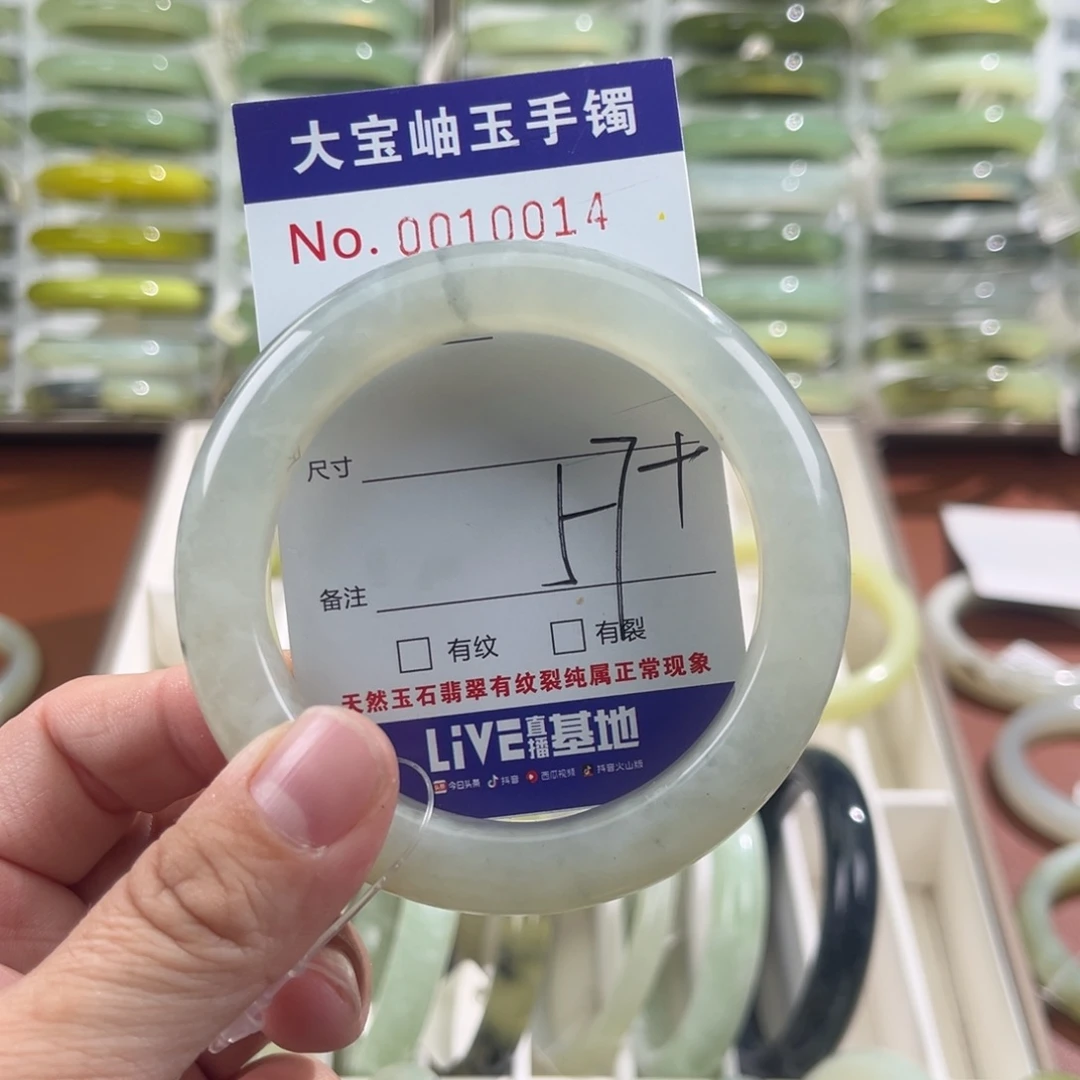 大宝岫玉手镯
No. 0010014
尺寸
备注
有纹 有裂
天然玉石翡翠有纹裂纯属正常现象
LiVE直播基地
今日头条 抖音 西瓜视频 抖音火山版